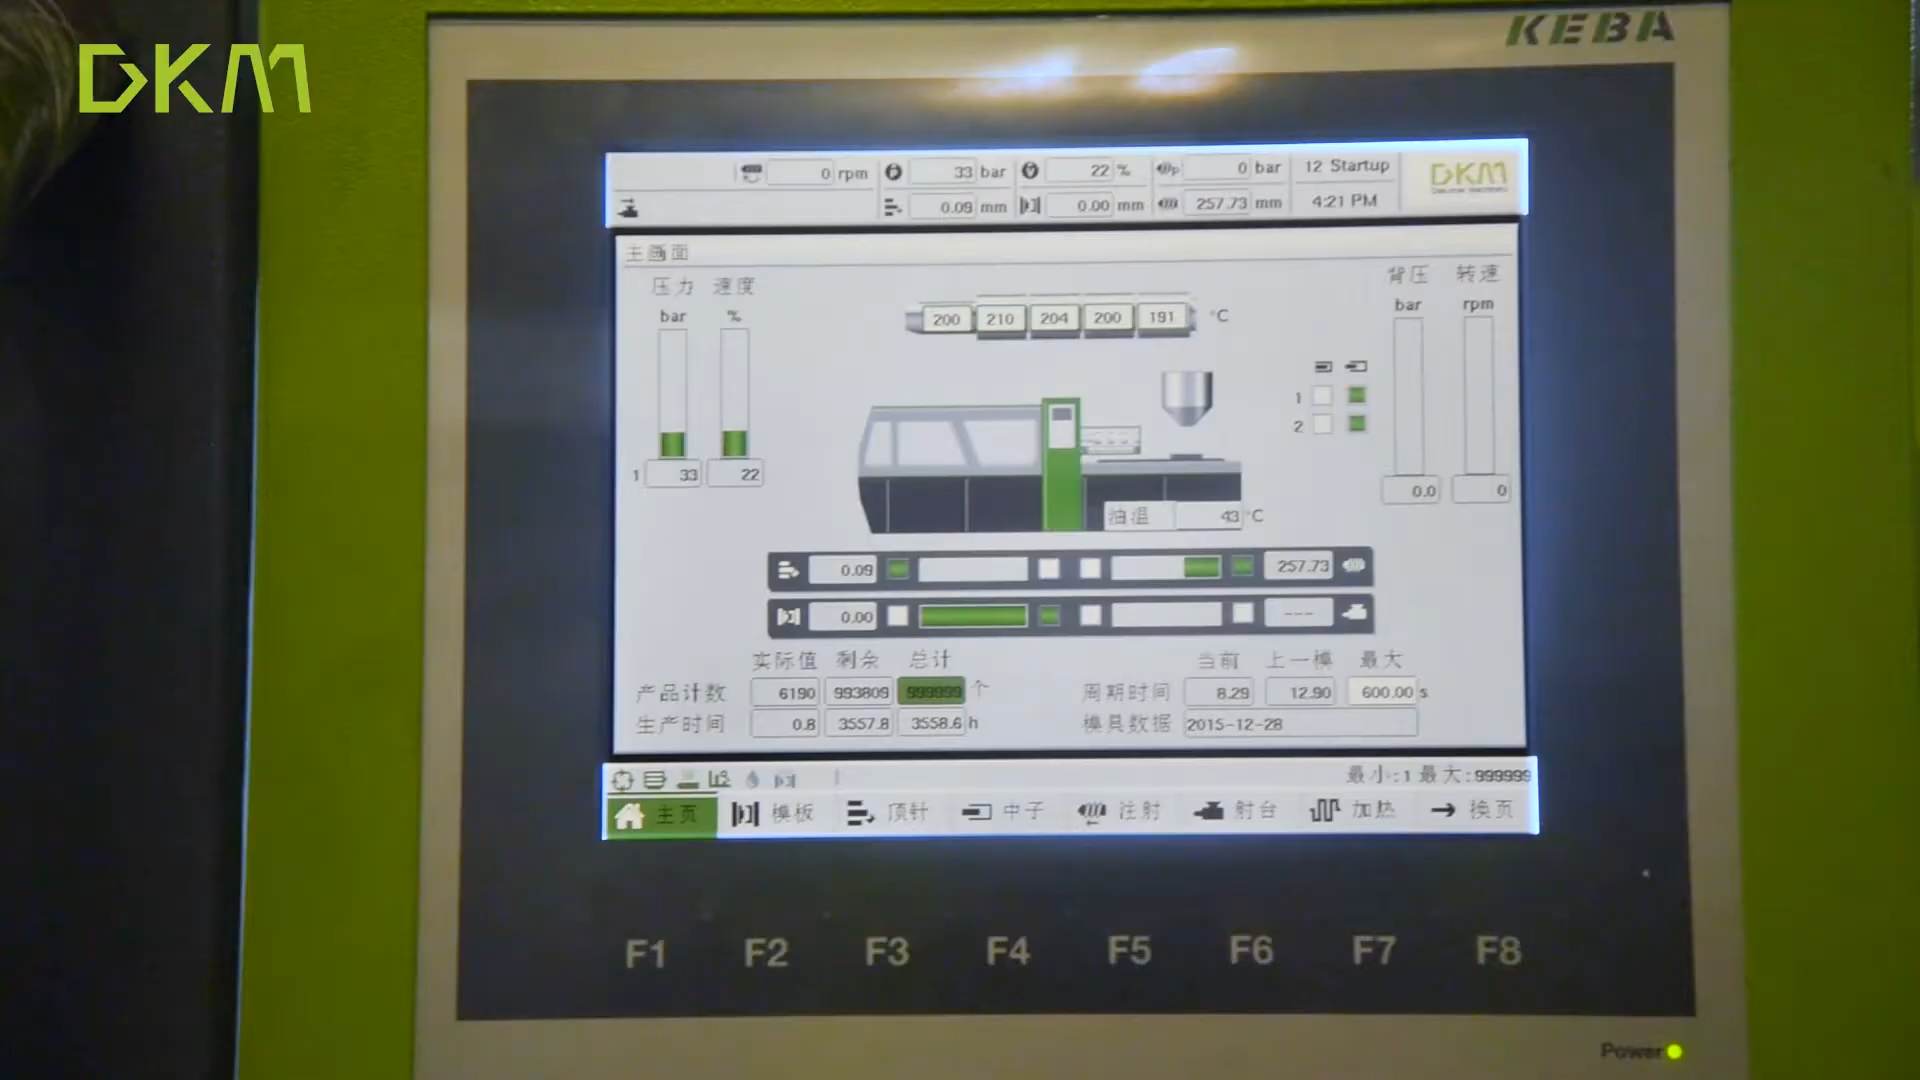 DKM
KEBA
0 rpm 33 bar 22 % 0 bar 12 Startup
DKM
0.09 mm 0.00 mm 257.73 mm 4:21 PM
主画面
压力 速度
bar %
背压 转速
bar rpm
200 210 204 200 191 °C
1
2
1 33 22
0.0 0
油温 43 °C
0.09 257.73
0.00 ---
实际值 剩余 总计 当前 上一模 最大
产品计数 6190 993809 999999 个 周期时间 8.29 12.90 600.00 s
生产时间 0.8 3557.8 3558.6 h 模具数据 2015-12-28
最小:1 最大:999999
主页 模板 顶针 中子 注射 射台 加热 换页
F1 F2 F3 F4 F5 F6 F7 F8
Power